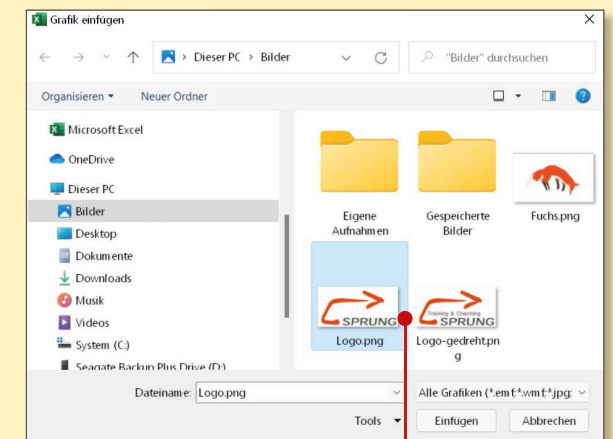 Grafik einfügen
Dieser PC > Bilder
"Bilder" durchsuchen
Organisieren
Neuer Ordner
Microsoft Excel
OneDrive
Dieser PC
Bilder
Desktop
Dokumente
Downloads
Musik
Videos
System (C:)
Seagate Backup Plus Drive (D:)
Eigene
Aufnahmen
Gespeicherte
Bilder
Fuchs.png
SPRUNG
Logo.png
Training & Coaching
SPRUNG
Logo-gedreht.pn
g
Dateiname: Logo.png
Alle Grafiken (*.emf;*.wmf;*.jpg;
Tools
Einfügen
Abbrechen